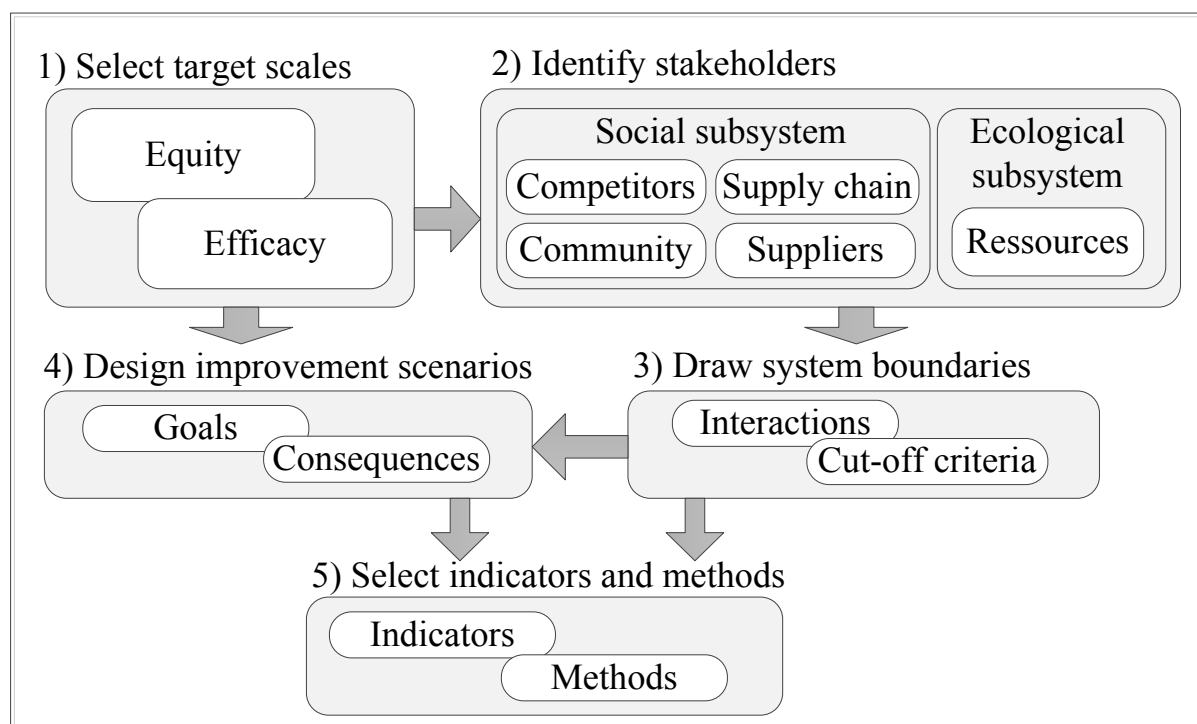 1) Select target scales
Equity
Efficacy
2) Identify stakeholders
Social subsystem
Competitors
Supply chain
Community
Suppliers
Ecological
subsystem
Ressources
3) Draw system boundaries
Interactions
Cut-off criteria
4) Design improvement scenarios
Goals
Consequences
5) Select indicators and methods
Indicators
Methods